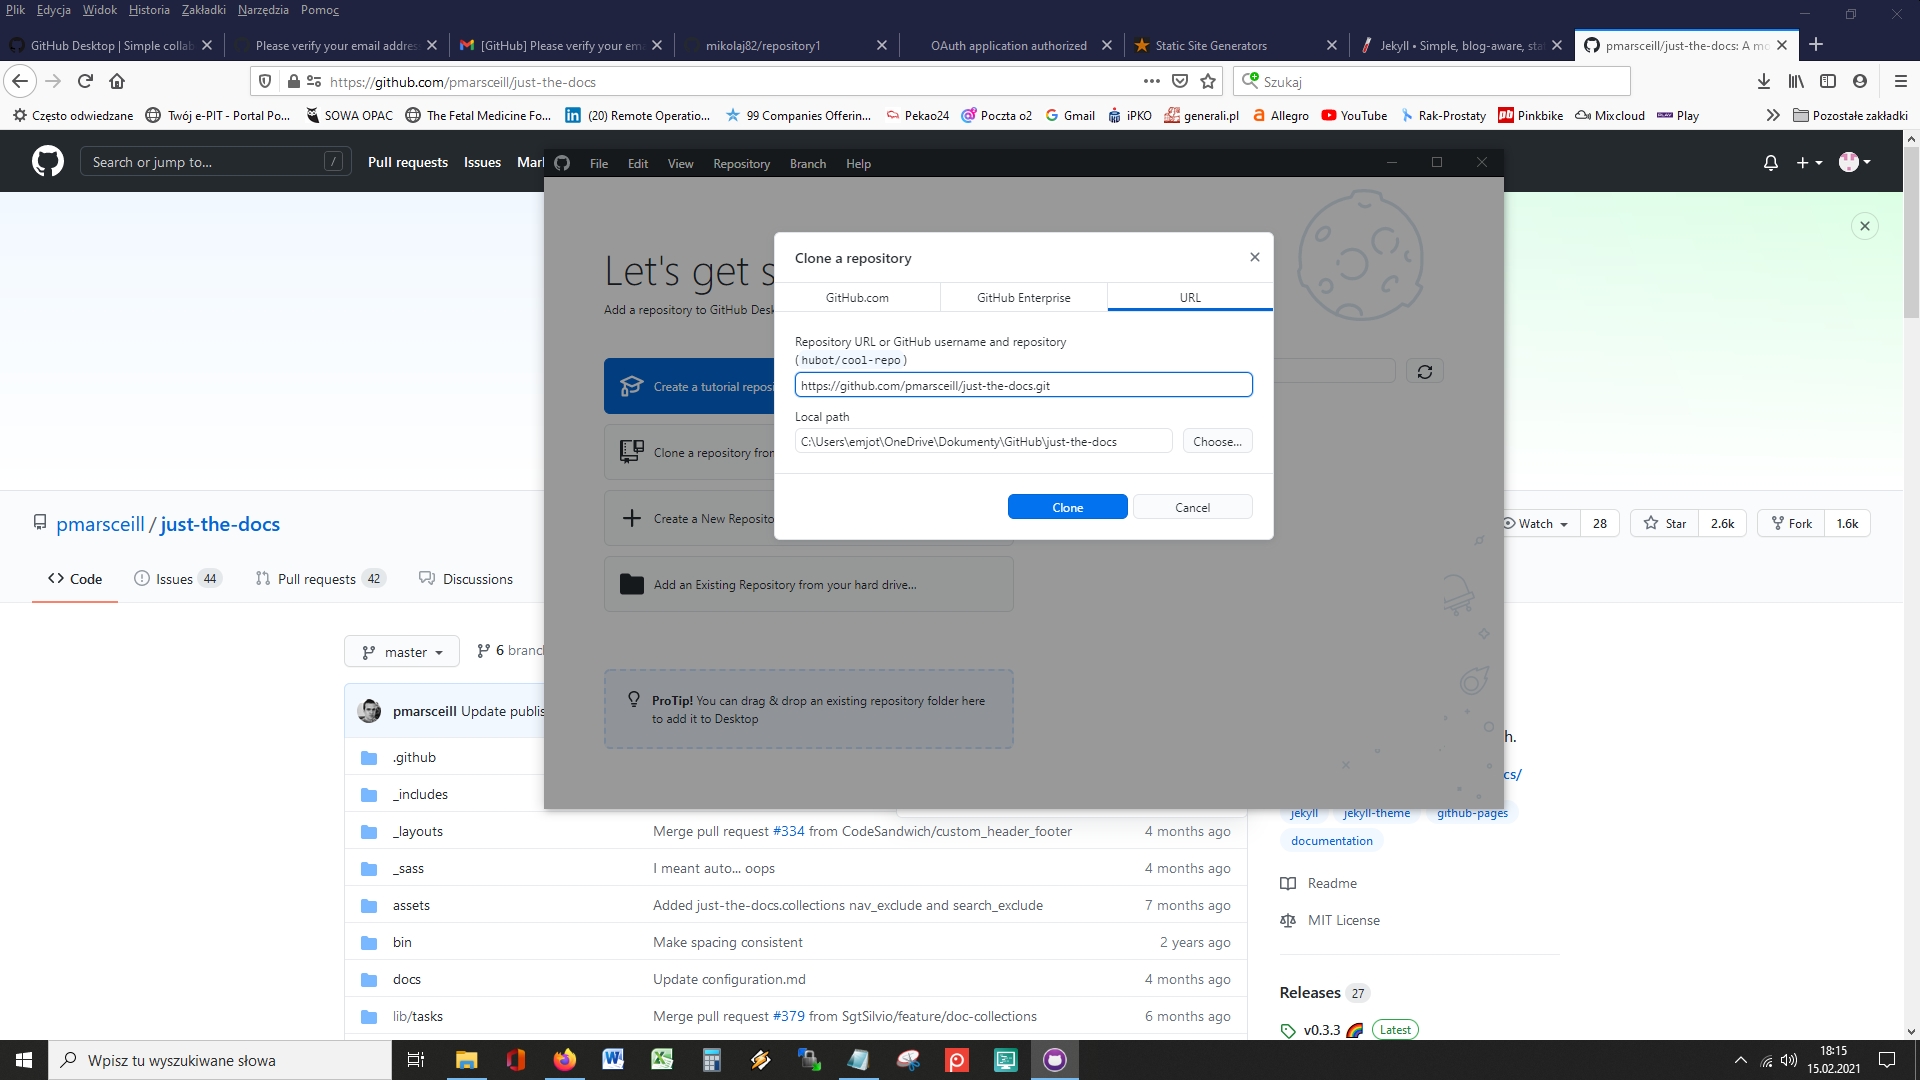 Plik Edycja Widok Historia Zakładki Narzędzia Pomoc
GitHub Desktop | Simple collab
Please verify your email addres
[GitHub] Please verify your em
mikolaj82/repository1
OAuth application authorized
Static Site Generators
Jekyll • Simple, blog-aware, sta
pmarsceill/just-the-docs: A mo
https://github.com/pmarsceill/just-the-docs
Szukaj
Często odwiedzane
Twój e-PIT - Portal Po...
SOWA OPAC
The Fetal Medicine Fo...
(20) Remote Operatio...
99 Companies Offerin...
Pekao24
Poczta o2
Gmail
iPKO
generali.pl
Allegro
YouTube
Rak-Prostaty
Pinkbike
Mixcloud
Play
Pozostałe zakładki
Search or jump to...
/
Pull requests Issues Mar
File Edit View Repository Branch Help
Let's get s
Add a repository to GitHub Desk
Create a tutorial reposi
Clone a repository fron
Create a New Reposito
Add an Existing Repository from your hard drive...
ProTip! You can drag & drop an existing repository folder here
to add it to Desktop
Clone a repository
GitHub.com GitHub Enterprise URL
Repository URL or GitHub username and repository
(hubot/cool-repo)
https://github.com/pmarsceill/just-the-docs.git
Local path
C:\Users\emjot\OneDrive\Dokumenty\GitHub\just-the-docs
Choose...
Clone Cancel
pmarsceill / just-the-docs
Watch 28 Star 2.6k Fork 1.6k
Code Issues 44 Pull requests 42 Discussions
master 6 branch
pmarsceill Update publis
.github
_includes
_layouts Merge pull request #334 from CodeSandwich/custom_header_footer 4 months ago
_sass I meant auto... oops 4 months ago
assets Added just-the-docs.collections nav_exclude and search_exclude 7 months ago
bin Make spacing consistent 2 years ago
docs Update configuration.md 4 months ago
lib/tasks Merge pull request #379 from SgtSilvio/feature/doc-collections 6 months ago
h.
cs/
jekyll jekyll-theme github-pages
documentation
Readme
MIT License
Releases 27
v0.3.3 Latest
Wpisz tu wyszukiwane słowa
18:15
15.02.2021